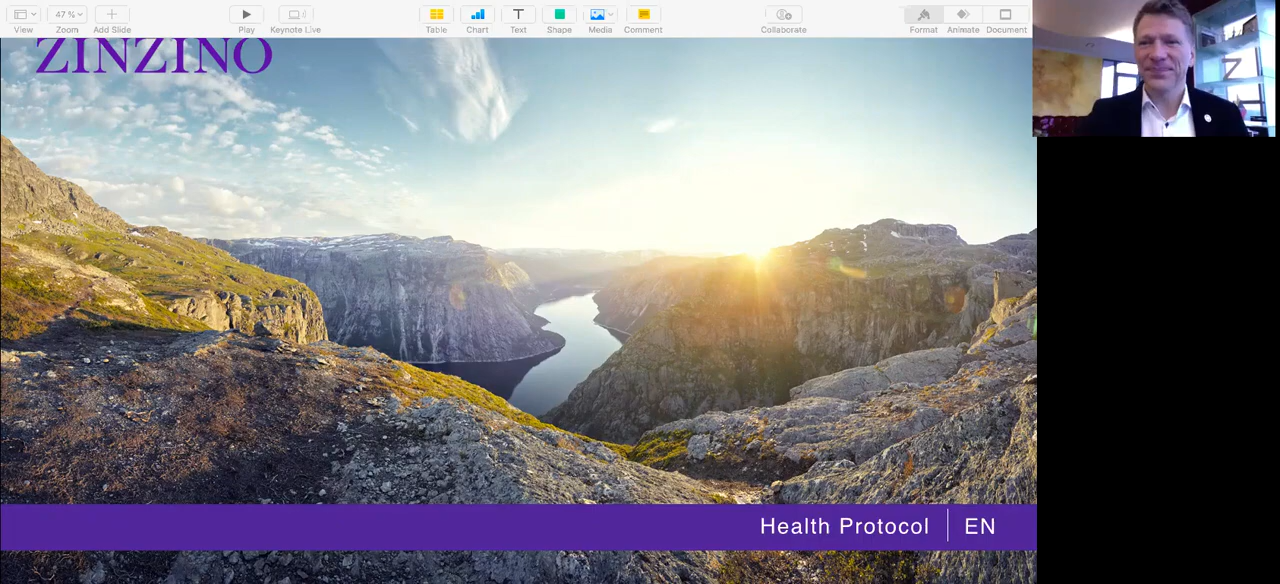 View
Zoom
Add Slide
Play
Keynote Live
Table
Chart
Text
Shape
Media
Comment
Collaborate
Format
Animate
Document
47 %
T
ZINZINO
Z
Health Protocol | EN